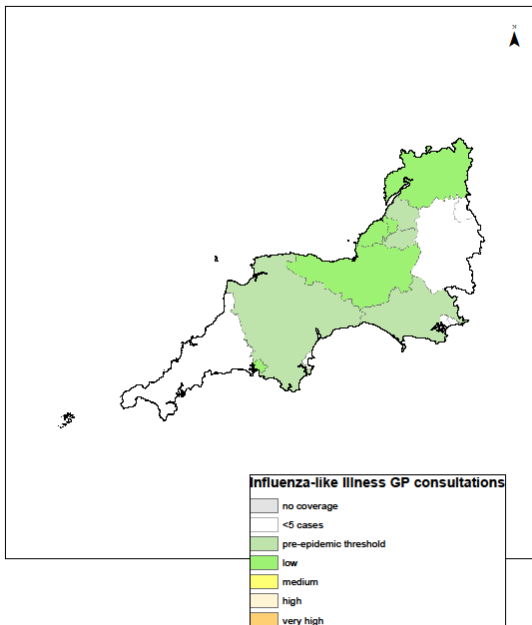 N
Influenza-like Illness GP consultations
no coverage
<5 cases
pre-epidemic threshold
low
medium
high
very high